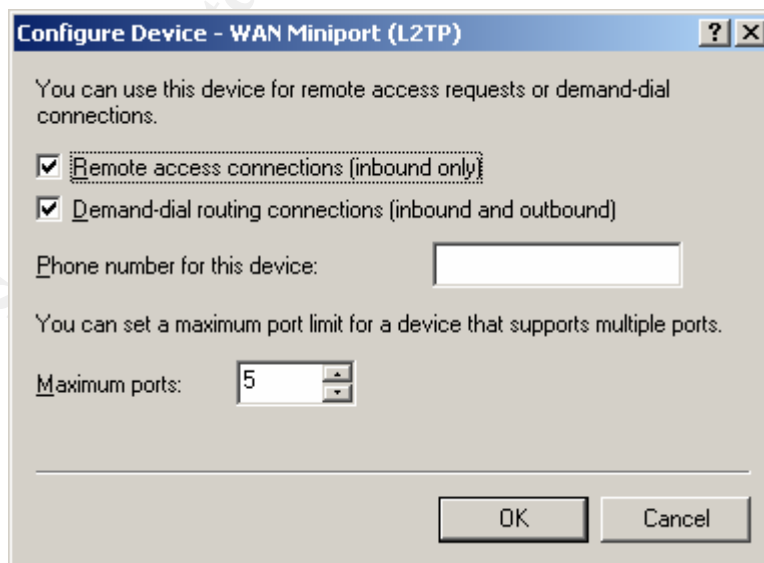 Configure Device - WAN Miniport (L2TP)
You can use this device for remote access requests or demand-dial
connections.
Remote access connections (inbound only)
Demand-dial routing connections (inbound and outbound)
Phone number for this device:
You can set a maximum port limit for a device that supports multiple ports.
Maximum ports: 5
OK Cancel